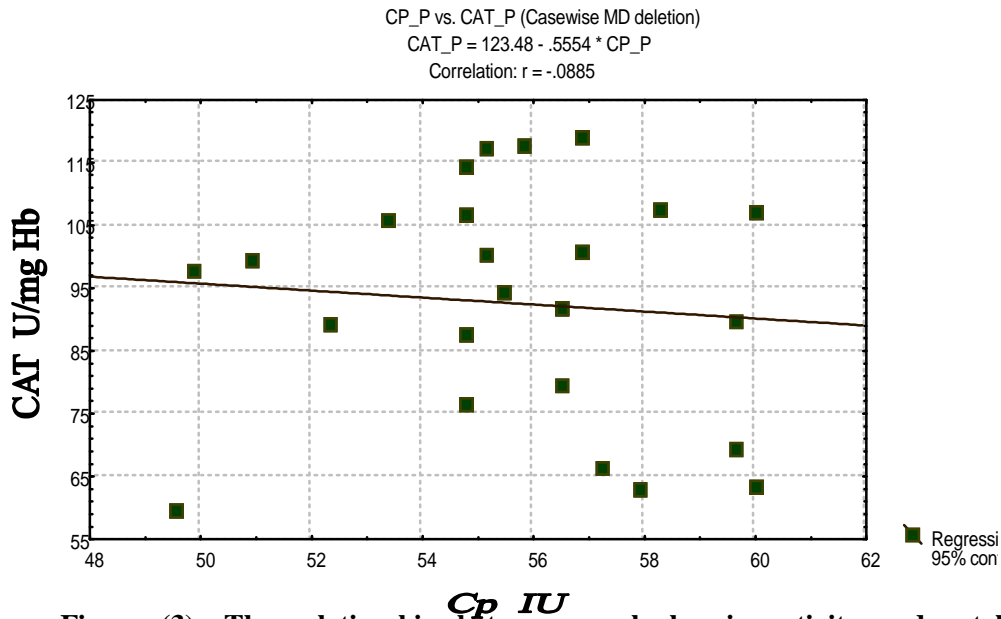 CP_P vs. CAT_P (Casewise MD deletion)
CAT_P = 123.48 - .5554 * CP_P
Correlation: r = -.0885
125
115
105
95
85
75
65
55
CAT U/mg Hb
48 50 52 54 56 58 60 62
Cp IU
Regressi
95% con